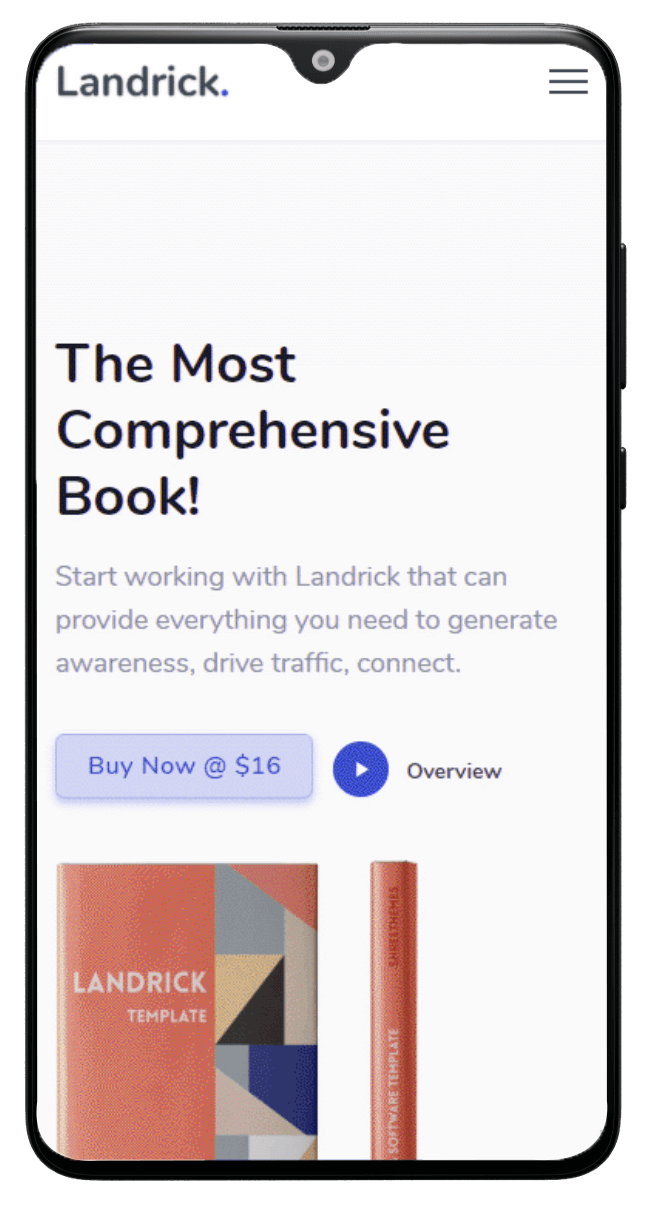 Landrick.
The Most
Comprehensive
Book!
Start working with Landrick that can
provide everything you need to generate
awareness, drive traffic, connect.
Buy Now @ $16
Overview
LANDRICK
TEMPLATE
SHREETHEMES
SOFTWARE TEMPLATE